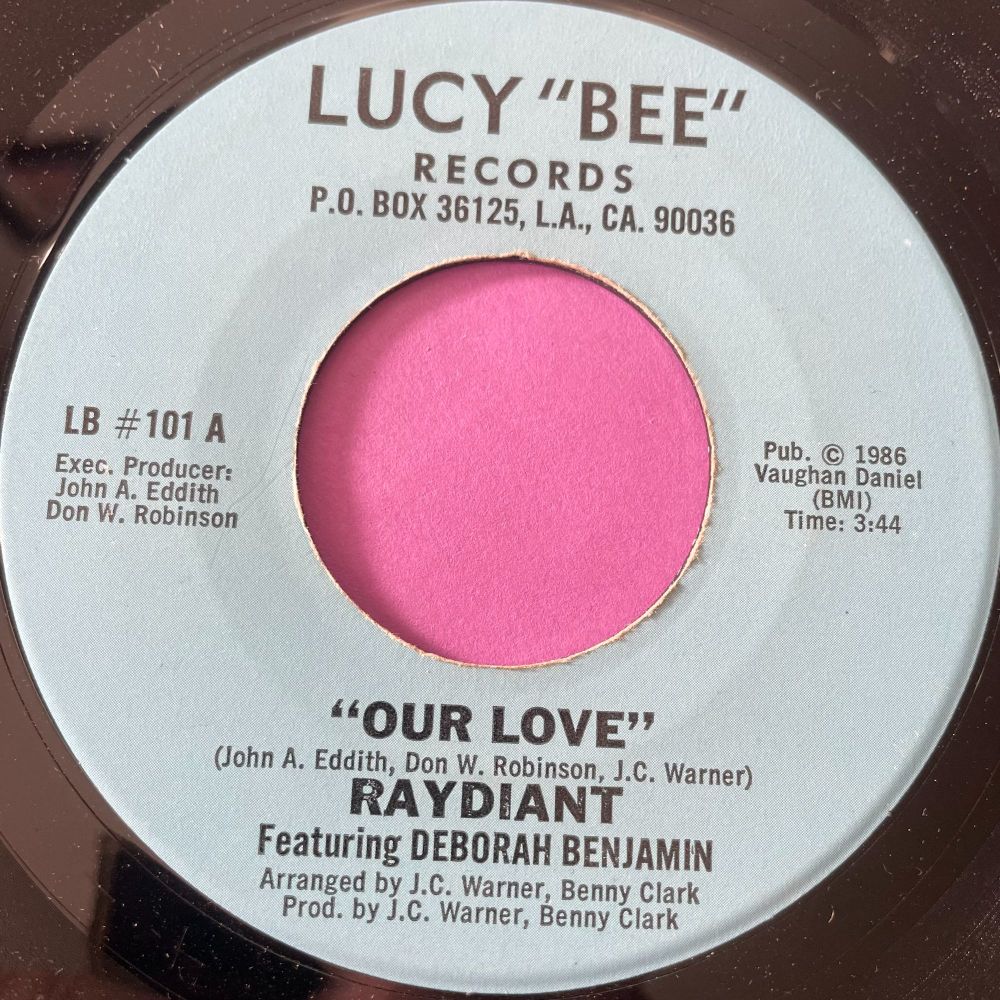 LUCY "BEE"
RECORDS
P.O. BOX 36125, L.A., CA. 90036
LB #101 A
Exec. Producer:
John A. Eddith
Don W. Robinson
Pub. © 1986
Vaughan Daniel
(BMI)
Time: 3:44
"OUR LOVE"
(John A. Eddith, Don W. Robinson, J.C. Warner)
RAYDIANT
Featuring DEBORAH BENJAMIN
Arranged by J.C. Warner, Benny Clark
Prod. by J.C. Warner, Benny Clark